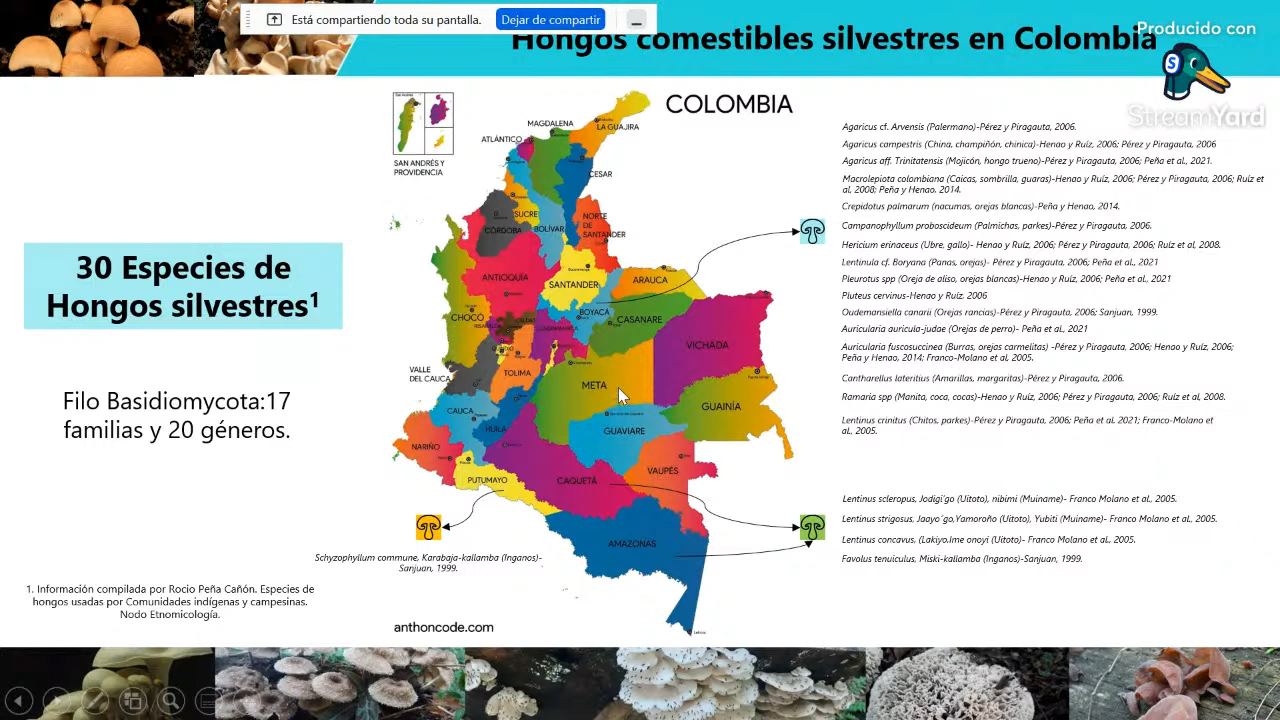 Está compartiendo toda su pantalla.
Dejar de compartir
Hongos comestibles silvestres en Colombia
Producido con
StreamYard
30 Especies de
Hongos silvestres¹
Filo Basidiomycota:17
familias y 20 géneros.
1. Información compilada por Rocio Peña Cañón. Especies de
hongos usadas por Comunidades indígenas y campesinas.
Nodo Etnomicología.
COLOMBIA
SAN ANDRÉS Y
PROVIDENCIA
MAGDALENA
LA GUAJIRA
ATLÁNTICO
CESAR
SUCRE
CÓRDOBA
BOLÍVAR
NORTE
DE
SANTANDER
ANTIOQUÍA
SANTANDER
ARAUCA
CHOCO
BOYACÁ
CASANARE
VICHADA
VALLE
DEL CAUCA
TOLIMA
META
GUAINÍA
CAUCA
HUILA
GUAVIARE
NARIÑO
PUTUMAYO
CAQUETÁ
VAUPÉS
AMAZONAS
Schyzophyllum commune, Karabaja-kallamba (Inganos)-
Sanjuan, 1999.
anthoncode.com
Agaricus cf. Arvensis (Palermano)-Pérez y Piragauta, 2006.
Agaricus campestris (China, champiñón, chinica)-Henao y Ruíz, 2006; Pérez y Piragauta, 2006
Agaricus aff. Trinitatensis (Mojicón, hongo trueno)-Pérez y Piragauta, 2006; Peña et al., 2021.
Macrolepiota colombiana (Caicas, sombrilla, guaras)-Henao y Ruíz, 2006; Pérez y Piragauta, 2006; Ruíz et
al, 2008; Peña y Henao, 2014.
Crepidotus palmarum (nacumas, orejas blancas)-Peña y Henao, 2014.
Campanophyllum proboscideum (Palmitos, palmitas)-Pérez y Piragauta, 2006.
Hericium erinaceus (Ubre, gallo)- Henao y Ruíz, 2006; Pérez y Piragauta, 2006; Ruíz et al, 2008.
Lentinula cf. Boryana (Panas, orejas)- Pérez y Piragauta, 2006; Peña et al., 2021
Pleurotus spp (Oreja de aliso, orejas blancas)-Henao y Ruíz, 2006; Peña et al., 2021
Pluteus cervinus-Henao y Ruíz. 2006
Oudemansiella canarii (Orejas rancias)-Pérez y Piragauta, 2006; Sanjuan, 1999.
Auricularia auricula-judae (Orejas de perro)- Peña et al., 2021
Auricularia fuscosuccinea (Burras, orejas carmelitas) -Pérez y Piragauta, 2006; Henao y Ruíz, 2006;
Peña y Henao, 2014; Franco-Molano et al. 2005.
Cantharellus lateritius (Amarillas, margaritas)-Pérez y Piragauta, 2006.
Ramaria spp (Manita, coca, cocas)-Henao y Ruíz, 2006; Pérez y Piragauta, 2006; Ruíz et al, 2008.
Lentinus crinitus (Chitos, parkes)-Pérez y Piragauta, 2006; Peña et al. 2021; Franco-Molano et
al., 2005.
Lentinus scleropus, Jodigi'go (Uitoto), nibimi (Muiname)- Franco Molano et al., 2005.
Lentinus strigosus, Jaayo´go,Yamoroño (Uitoto), Yubiti (Muiname)- Franco Molano et al., 2005.
Lentinus concavus, (Lakiyo.ime onoyi (Uitoto)- Franco Molano et al., 2005.
Favolus tenuiculus, Miski-kallamba (Inganos)-Sanjuan, 1999.